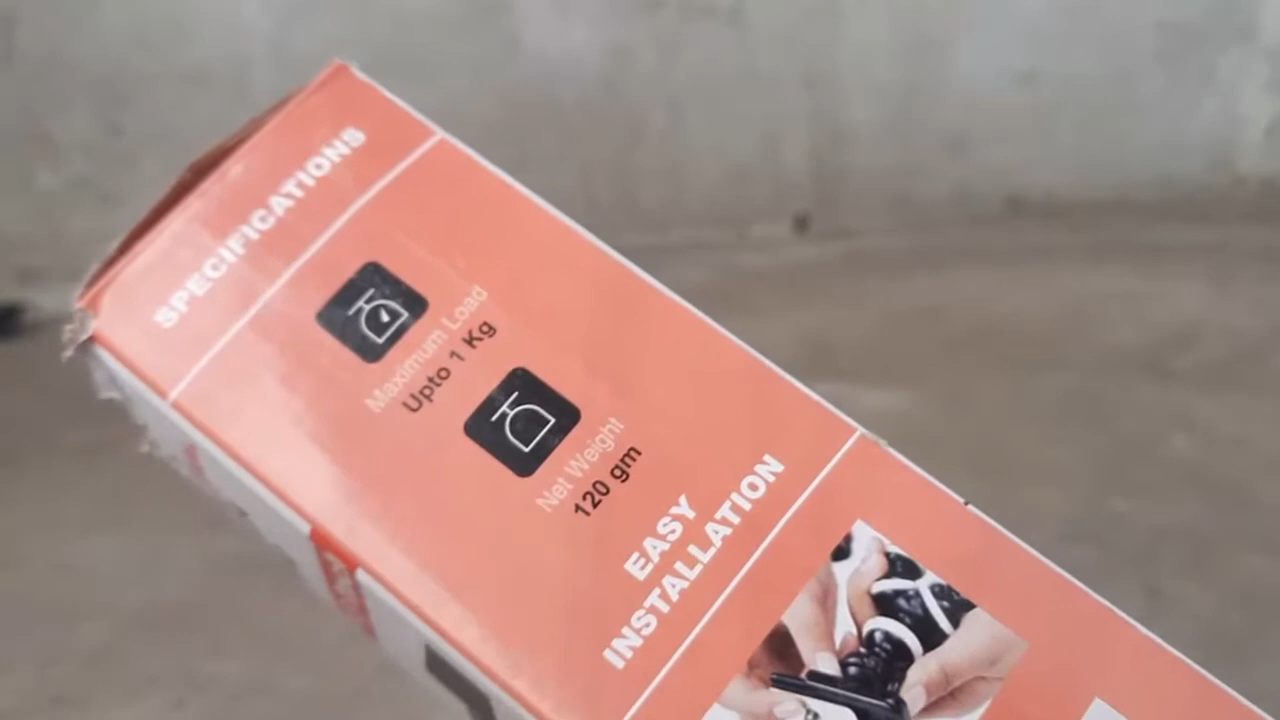 SPECIFICATIONS
Maximum Load
Upto 1 Kg
Net Weight
120 gm
EASY
INSTALLATION